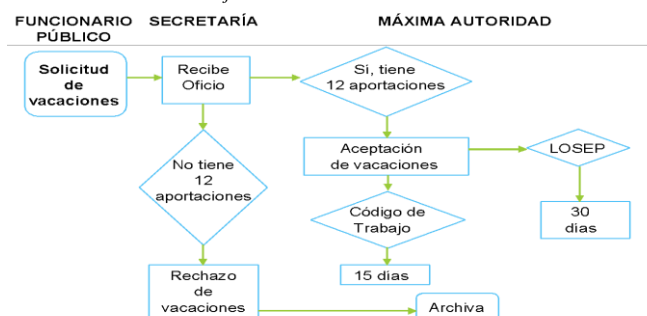 FUNCIONARIO PÚBLICO
SECRETARÍA
MÁXIMA AUTORIDAD
Solicitud
de
vacaciones
Recibe
Oficio
Si, tiene
12 aportaciones
No tiene
12
aportaciones
Aceptación
de vacaciones
LOSEP
Código de
Trabajo
30
dias
15 dias
Rechazo
de
vacaciones
Archiva